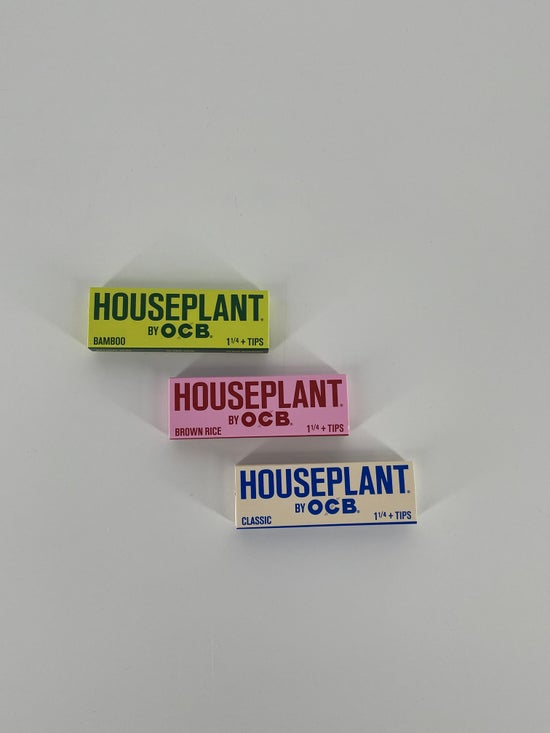 HOUSEPLANT®
BY OCB®
BAMBOO 1 1/4 + TIPS
HOUSEPLANT®
BY OCB®
BROWN RICE 1 1/4 + TIPS
HOUSEPLANT®
BY OCB®
CLASSIC 1 1/4 + TIPS